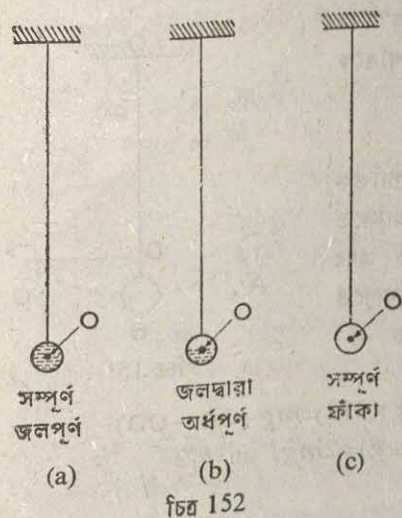 O
O
O
সম্পূর্ণ
জলপূর্ণ
(a)
জলদ্বারা
অর্ধপূর্ণ
(b)
সম্পূর্ণ
ফাঁকা
(c)
চিত্র 152